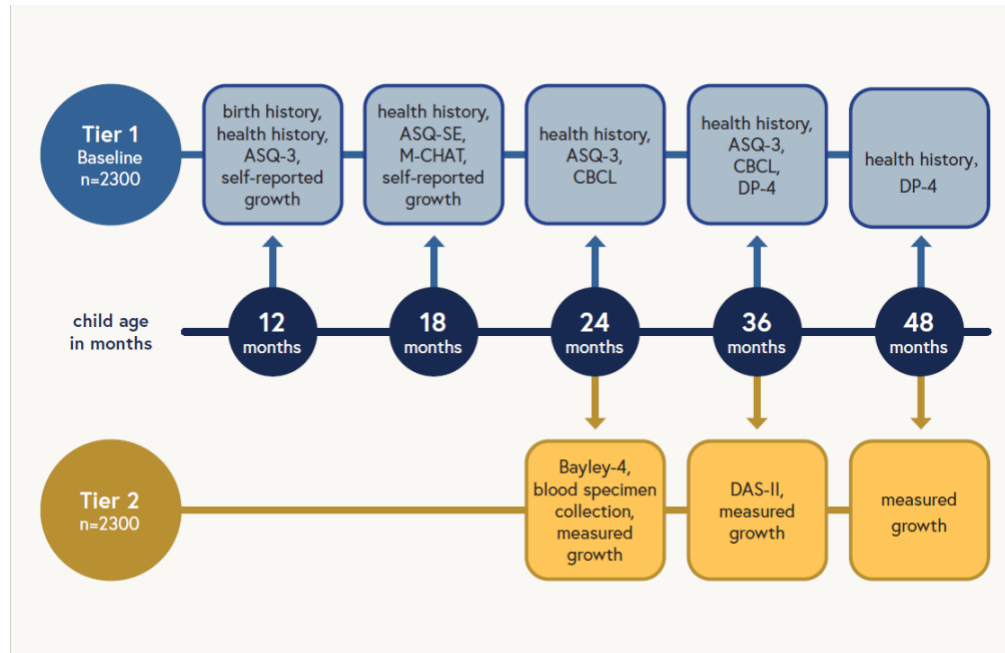 Tier 1
Baseline
n=2300
birth history,
health history,
ASQ-3,
self-reported
growth
health history,
ASQ-SE,
M-CHAT,
self-reported
growth
health history,
ASQ-3,
CBCL
health history,
ASQ-3,
CBCL,
DP-4
health history,
DP-4
child age
in months
12
months
18
months
24
months
36
months
48
months
Tier 2
n=2300
Bayley-4,
blood specimen
collection,
measured
growth
DAS-II,
measured
growth
measured
growth